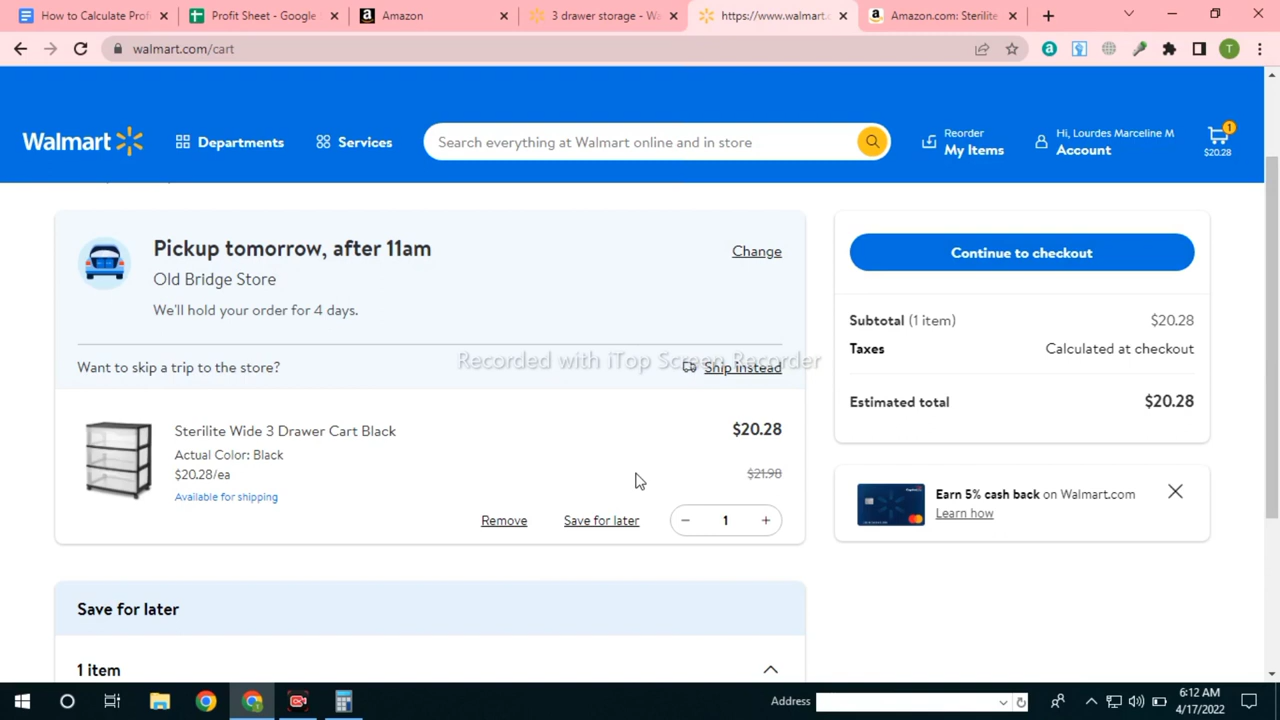 How to Calculate Prof
Profit Sheet - Google
Amazon
3 drawer storage - Wa
https://www.walmart.c
Amazon.com: Sterilite
walmart.com/cart
T
Walmart
Departments
Services
Search everything at Walmart online and in store
Reorder
My Items
Hi, Lourdes Marceline M
Account
1
$20.28
Pickup tomorrow, after 11am
Change
Old Bridge Store
We'll hold your order for 4 days.
Want to skip a trip to the store?
Ship instead
Recorded with iTop Screen Recorder
Sterilite Wide 3 Drawer Cart Black
$20.28
Actual Color: Black
$20.28/ea
$21.98
Available for shipping
Remove
Save for later
− 1 +
Continue to checkout
Subtotal (1 item) $20.28
Taxes Calculated at checkout
Estimated total $20.28
Earn 5% cash back on Walmart.com
Learn how
Save for later
1 item
Address
6:12 AM
4/17/2022